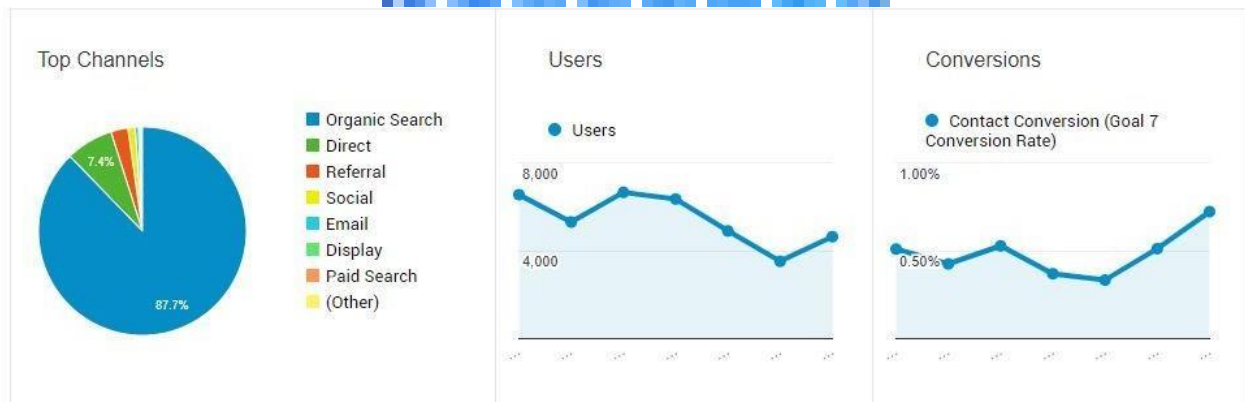 Top Channels
7.4%
87.7%
Organic Search
Direct
Referral
Social
Email
Display
Paid Search
(Other)
Users
Users
8,000
4,000
...
...
...
...
...
...
...
Conversions
Contact Conversion (Goal 7
Conversion Rate)
1.00%
0.50%
...
...
...
...
...
...
...